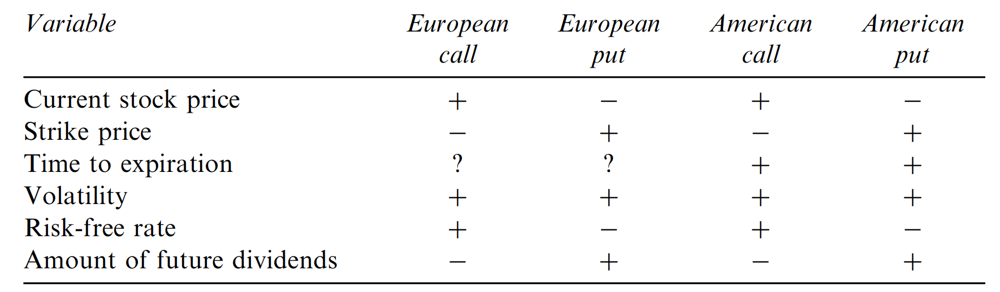 Variable European European American American
call put call put
Current stock price + − + −
Strike price − + − +
Time to expiration ? ? + +
Volatility + + + +
Risk-free rate + − + −
Amount of future dividends − + − +